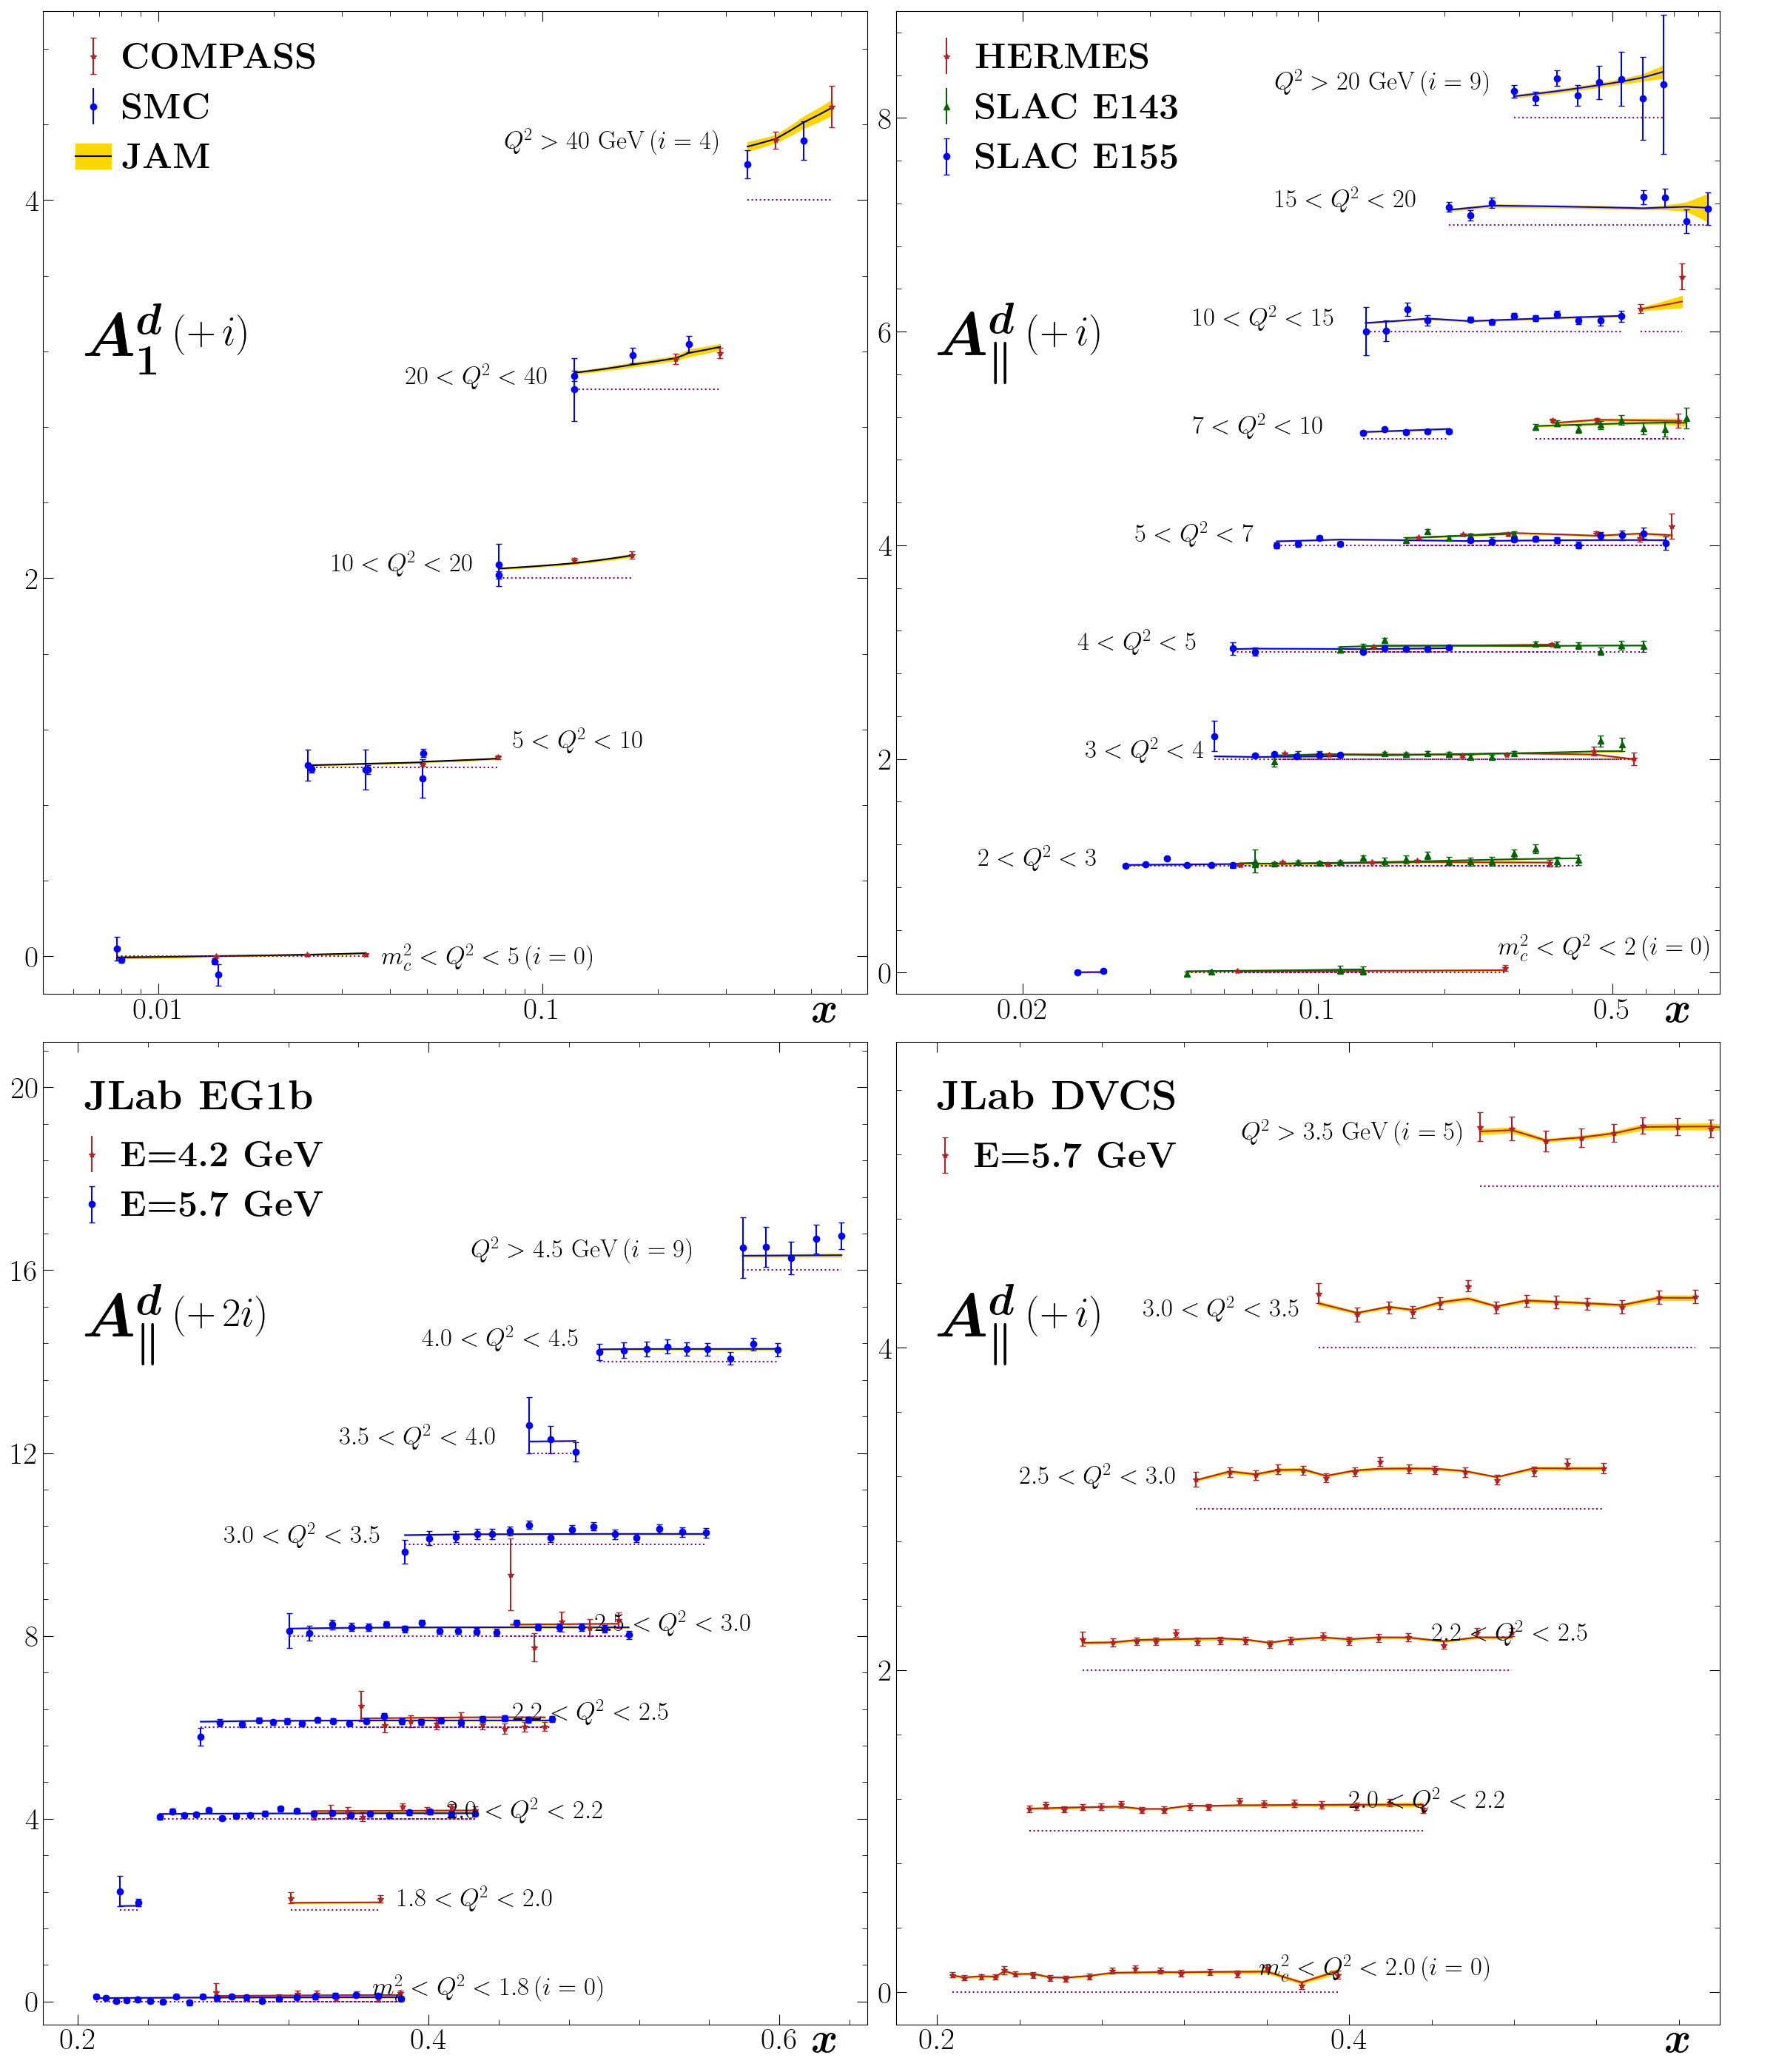 COMPASS
SMC
JAM
Q² > 40 GeV (i = 4)
4
A₁ᵈ (+ i)
20 < Q² < 40
10 < Q² < 20
2
5 < Q² < 10
0
m_c² < Q² < 5 (i = 0)
0.01 0.1 x
HERMES
SLAC E143
SLAC E155
Q² > 20 GeV (i = 9)
8
15 < Q² < 20
A∥ᵈ (+ i)
10 < Q² < 15
6
7 < Q² < 10
5 < Q² < 7
4
4 < Q² < 5
3 < Q² < 4
2
2 < Q² < 3
m_c² < Q² < 2 (i = 0)
0
0.02 0.1 0.5 x
20
JLab EG1b
E=4.2 GeV
E=5.7 GeV
Q² > 4.5 GeV (i = 9)
16
A∥ᵈ (+ 2i)
4.0 < Q² < 4.5
3.5 < Q² < 4.0
12
3.0 < Q² < 3.5
2.5 < Q² < 3.0
8
2.2 < Q² < 2.5
2.0 < Q² < 2.2
4
1.8 < Q² < 2.0
m_c² < Q² < 1.8 (i = 0)
0
0.2 0.4 0.6 x
JLab DVCS
E=5.7 GeV
Q² > 3.5 GeV (i = 5)
A∥ᵈ (+ i)
3.0 < Q² < 3.5
4
2.5 < Q² < 3.0
2.2 < Q² < 2.5
2
2.0 < Q² < 2.2
m_c² < Q² < 2.0 (i = 0)
0
0.2 0.4 x